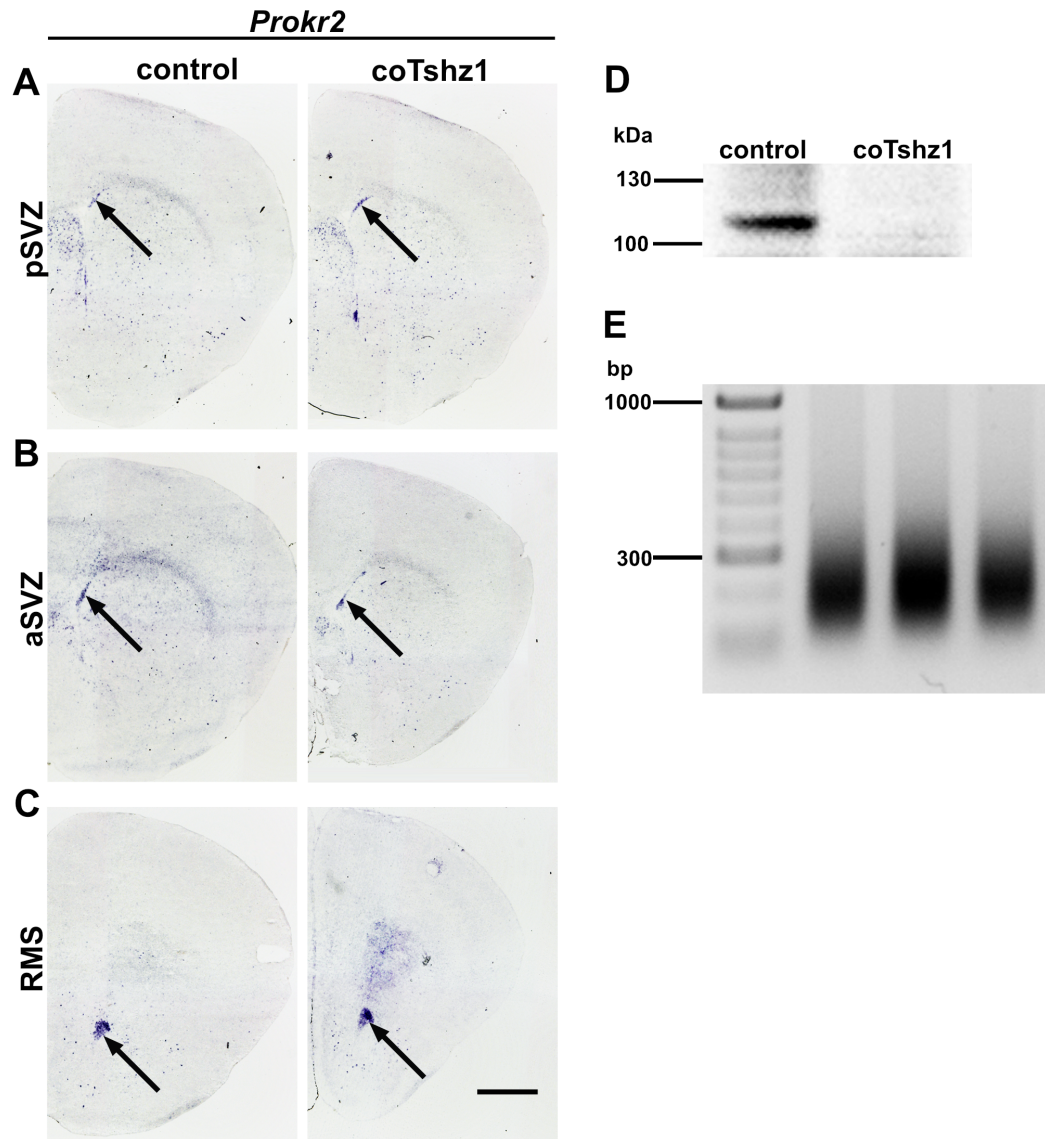 Prokr2
control coTshz1
A
pSVZ
B
aSVZ
C
RMS
D
kDa
control coTshz1
130
100
E
bp
1000
300